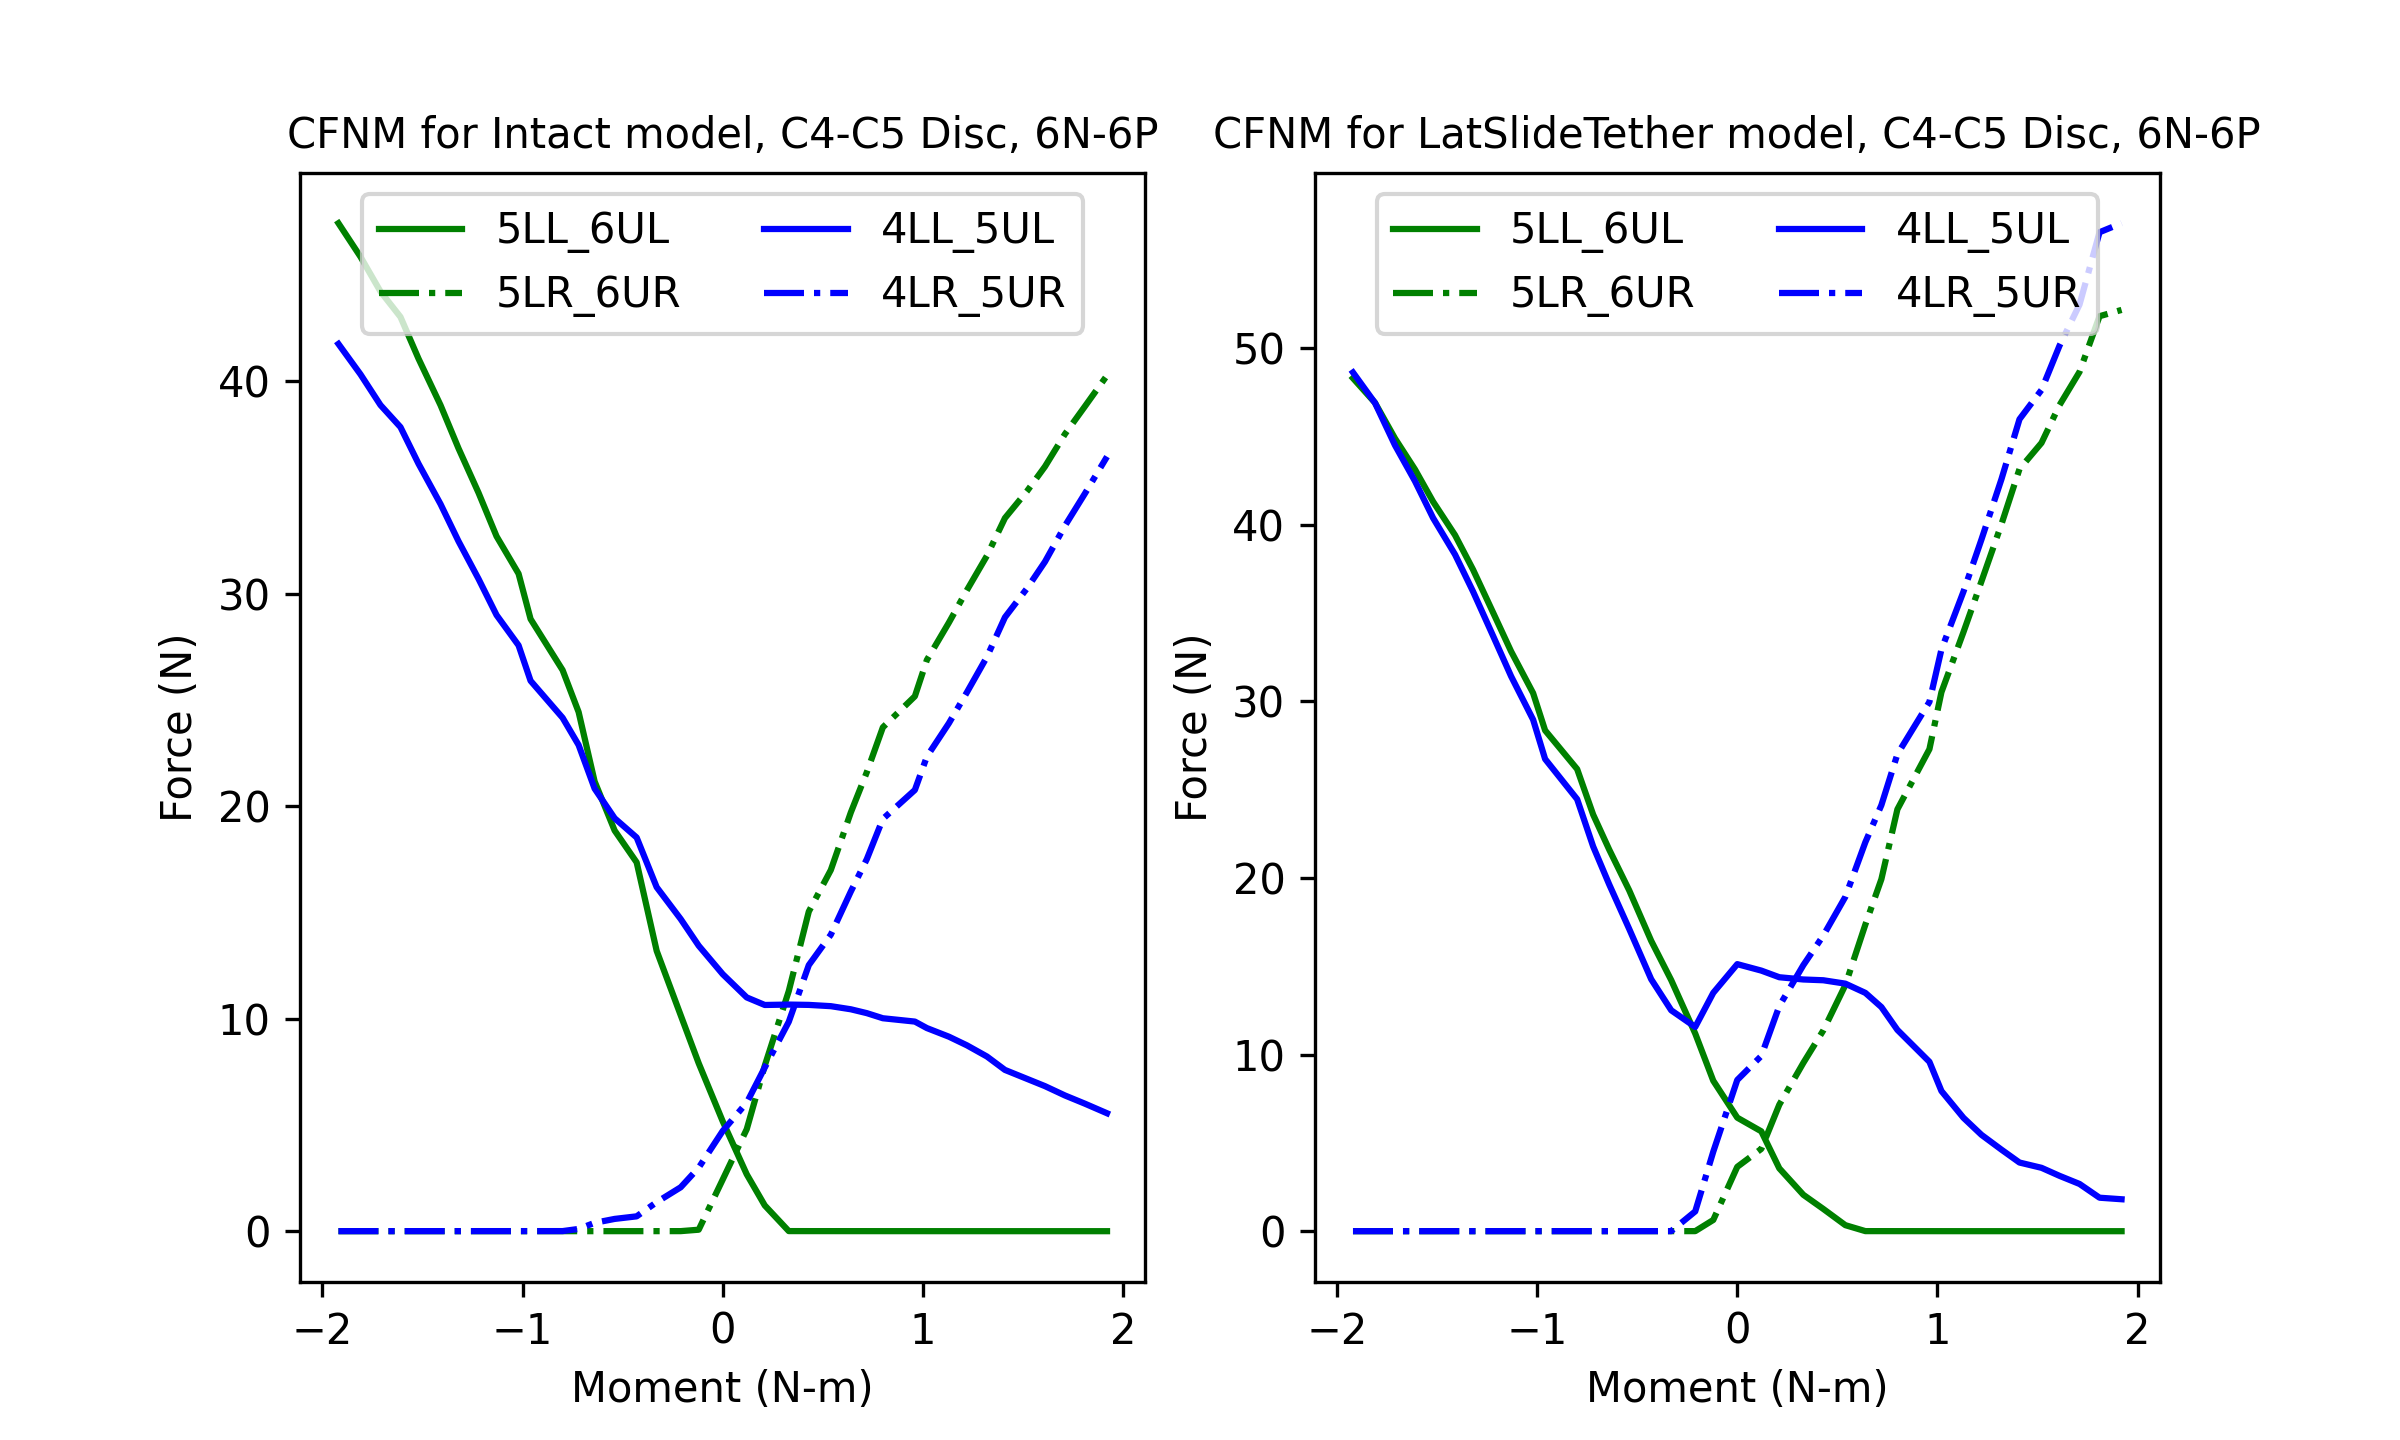 CFNM for Intact model, C4-C5 Disc, 6N-6P
5LL_6UL
4LL_5UL
5LR_6UR
4LR_5UR
40
30
20
10
0
Force (N)
−2
−1
0
1
2
Moment (N-m)
CFNM for LatSlideTether model, C4-C5 Disc, 6N-6P
5LL_6UL
4LL_5UL
5LR_6UR
4LR_5UR
50
40
30
20
10
0
Force (N)
−2
−1
0
1
2
Moment (N-m)